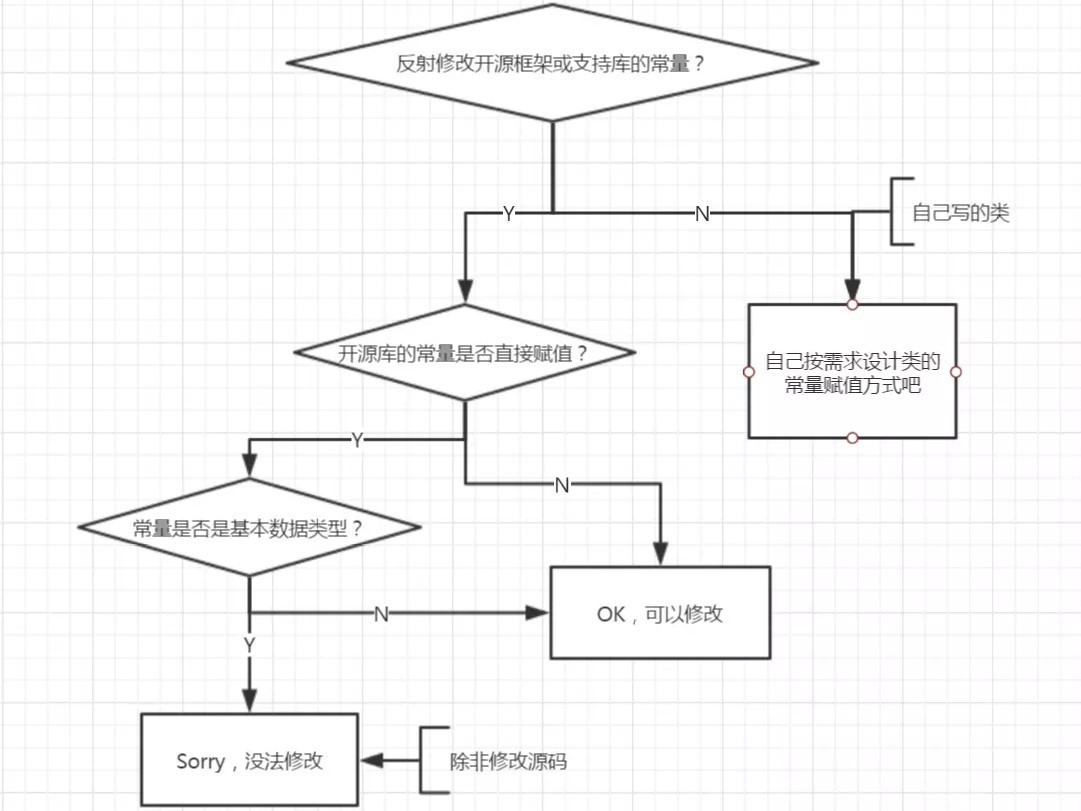 反射修改开源框架或支持库的常量？
Y
N
自己写的类
开源库的常量是否直接赋值？
自己按需求设计类的
常量赋值方式吧
Y
N
常量是否是基本数据类型？
N
OK，可以修改
Y
Sorry，没法修改
除非修改源码